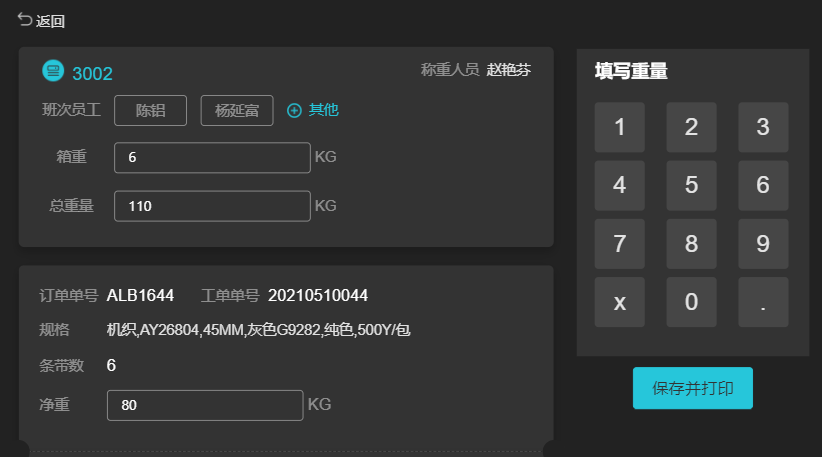 返回
3002
称重人员 赵艳芬
班次员工 陈铝 杨延富 其他
箱重 6 KG
总重量 110 KG
订单单号 ALB1644 工单单号 20210510044
规格 机织,AY26804,45MM,灰色G9282,纯色,500Y/包
条带数 6
净重 80 KG
填写重量
1 2 3
4 5 6
7 8 9
x 0 .
保存并打印